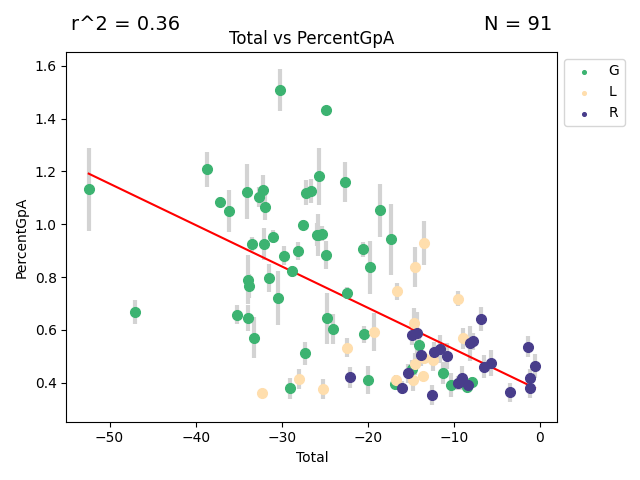 r^2 = 0.36
N = 91
Total vs PercentGpA
G
L
R
1.6
1.4
1.2
1.0
0.8
0.6
0.4
PercentGpA
−50
−40
−30
−20
−10
0
Total